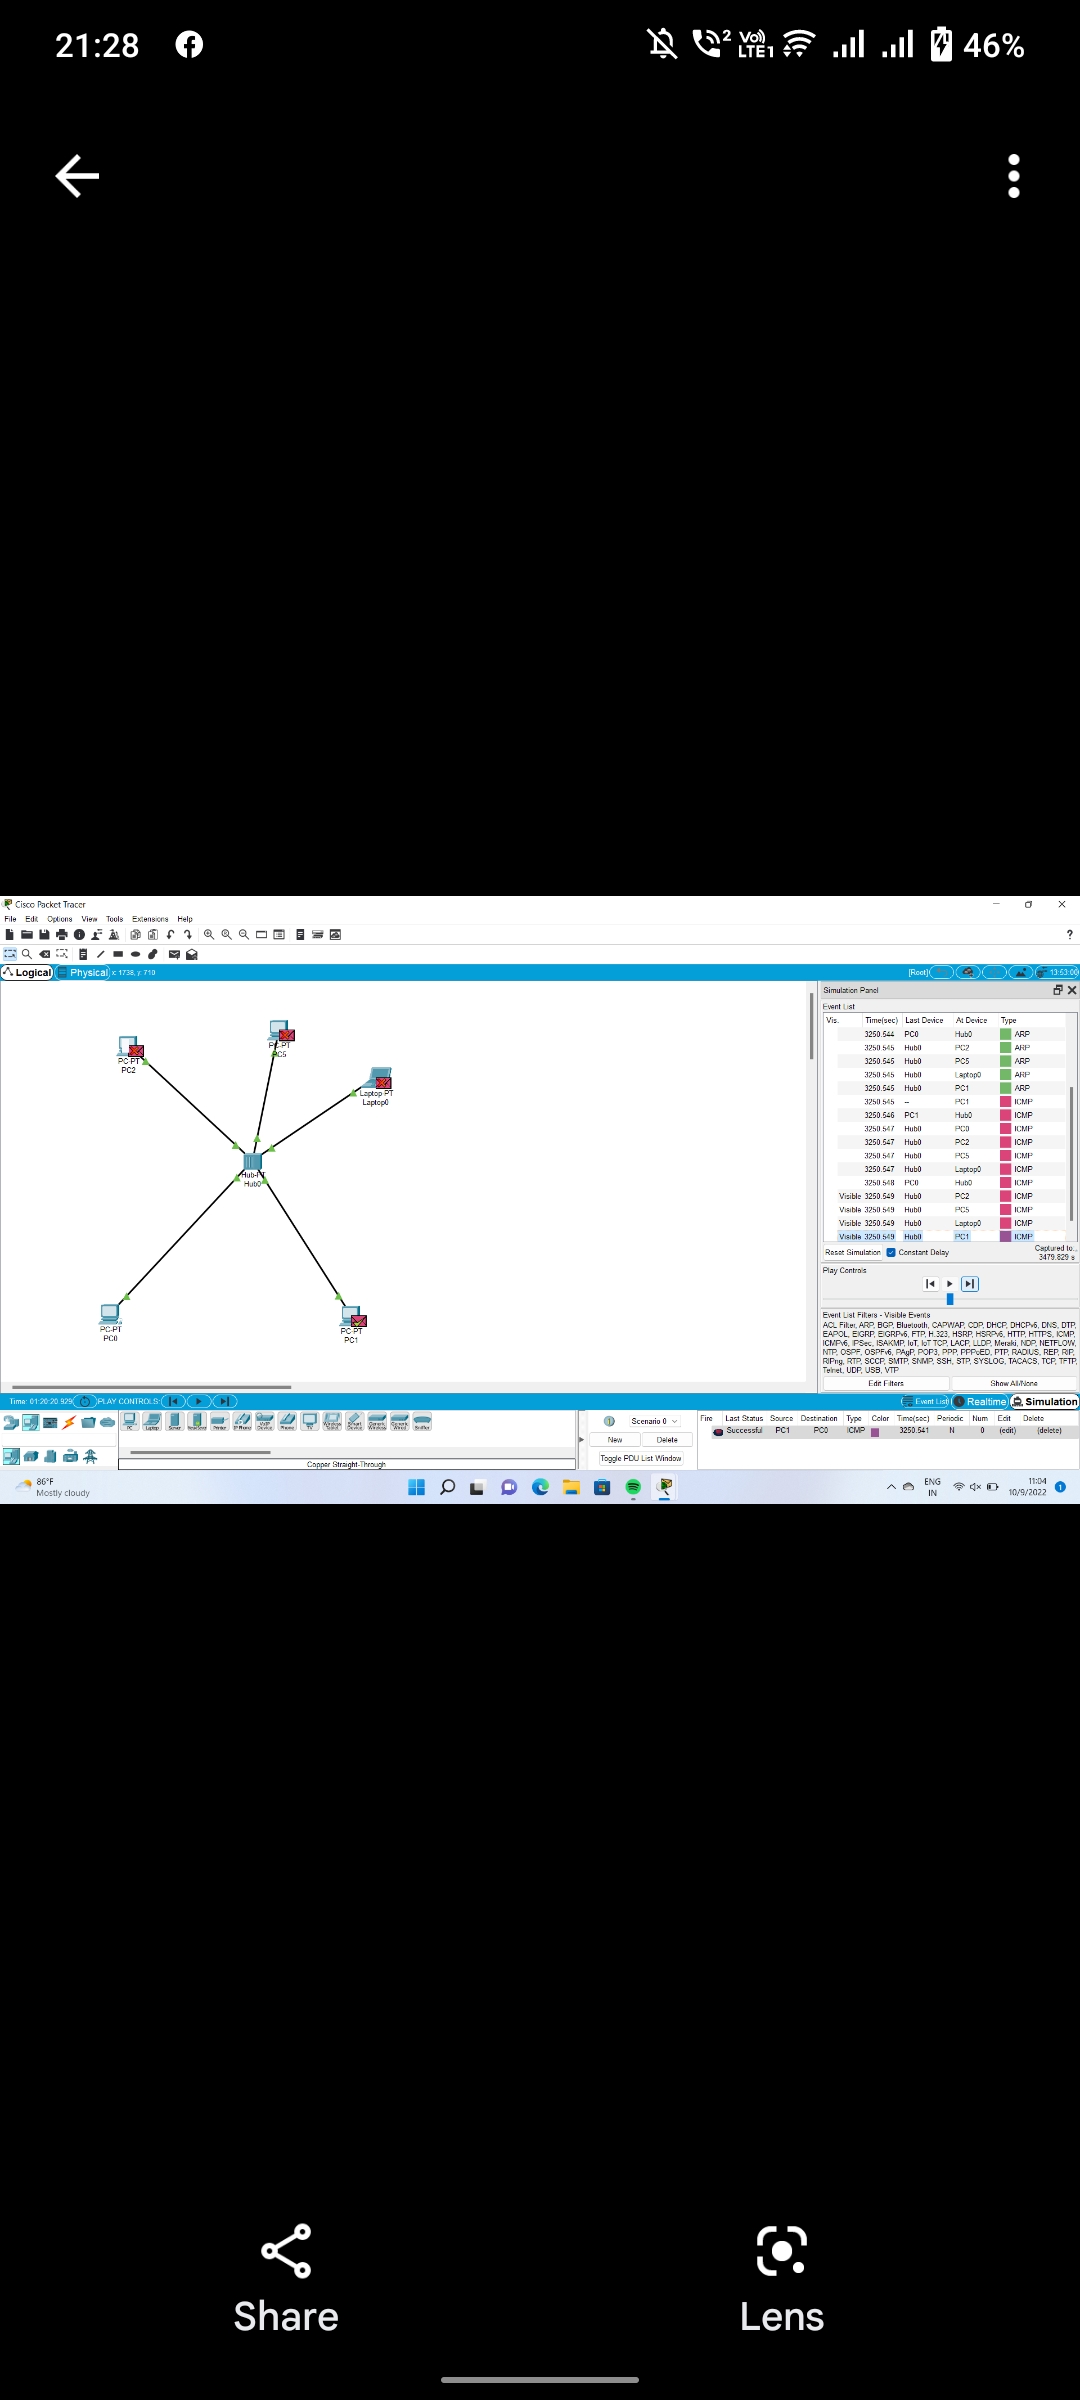 21:28
2 Vo) LTE1 46%
Cisco Packet Tracer
File Edit Options View Tools Extensions Help
?
Logical Physical x: 1738, y: 710 [Root] 13:53:00
Simulation Panel
Event List
Vis. Time(sec) Last Device At Device Type
3250.544 PC0 Hub0 ARP
3250.545 Hub0 PC2 ARP
3250.545 Hub0 PC5 ARP
3250.545 Hub0 Laptop0 ARP
3250.545 Hub0 PC1 ARP
3250.545 -- PC1 ICMP
3250.546 PC1 Hub0 ICMP
3250.547 Hub0 PC0 ICMP
3250.547 Hub0 PC2 ICMP
3250.547 Hub0 PC5 ICMP
3250.547 Hub0 Laptop0 ICMP
3250.548 PC0 Hub0 ICMP
Visible 3250.549 Hub0 PC2 ICMP
Visible 3250.549 Hub0 PC5 ICMP
Visible 3250.549 Hub0 Laptop0 ICMP
Visible 3250.549 Hub0 PC1 ICMP
Reset Simulation Constant Delay Captured to...
3479.829 s
Play Controls
Event List Filters - Visible Events
ACL Filter, ARP, BGP, Bluetooth, CAPWAP, CDP, DHCP, DHCPv6, DNS, DTP,
EAPOL, EIGRP, EIGRPv6, FTP, H.323, HSRP, HSRPv6, HTTP, HTTPS, ICMP,
ICMPv6, IPSec, ISAKMP, IoT, IoT TCP, LACP, LLDP, Meraki, NDP, NETFLOW,
NTP, OSPF, OSPFv6, PAgP, POP3, PPP, PPPoED, PTP, RADIUS, REP, RIP,
RIPng, RTP, SCCP, SMTP, SNMP, SSH, STP, SYSLOG, TACACS, TCP, TFTP,
Telnet, UDP, USB, VTP
Edit Filters Show All/None
PC-PT
PC2
PC-PT
PC5
Laptop-PT
Laptop0
Hub-PT
Hub0
PC-PT
PC0
PC-PT
PC1
Time: 01:20:20.929 PLAY CONTROLS: Event List Realtime Simulation
PC Laptop Server Printer
Copper Straight-Through
Scenario 0
New Delete
Toggle PDU List Window
Fire Last Status Source Destination Type Color Time(sec) Periodic Num Edit Delete
Successful PC1 PC0 ICMP 3250.541 N 0 (edit) (delete)
86°F
Mostly cloudy
ENG
IN
11:04
10/9/2022
1
Share
Lens